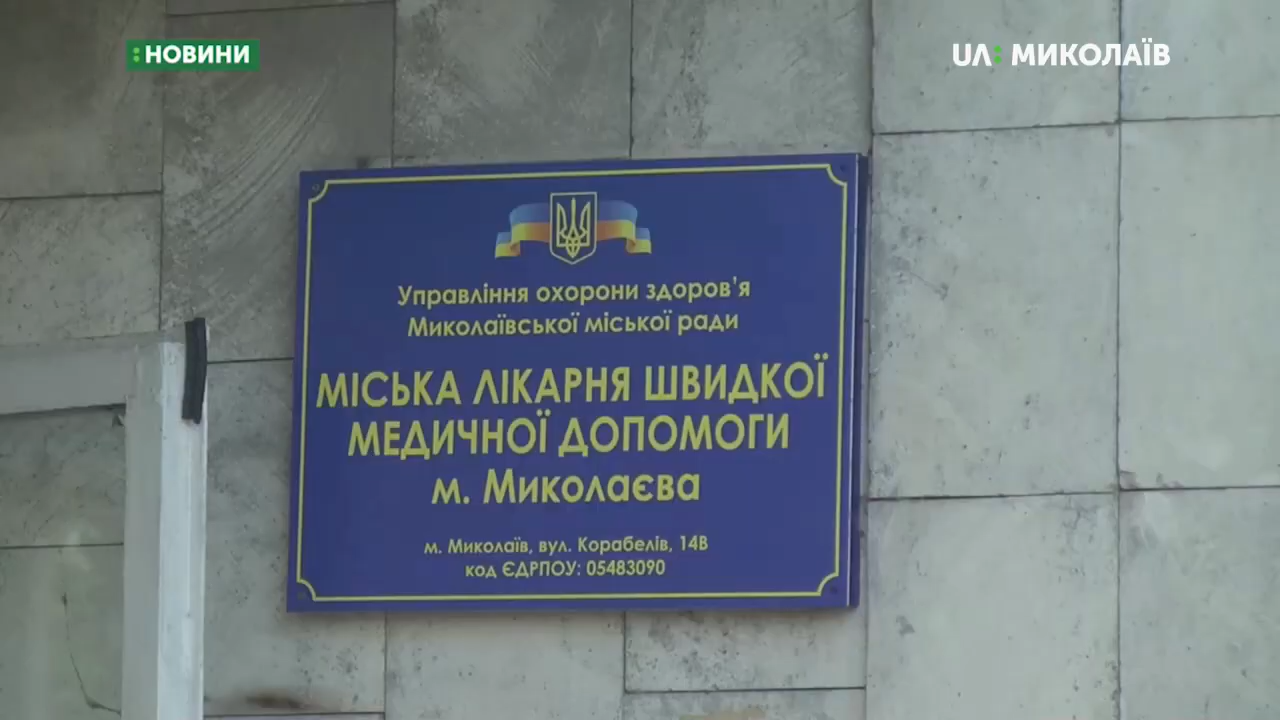 :НОВИНИ
UA: МИКОЛАЇВ
Управління охорони здоров'я
Миколаївської міської ради
МІСЬКА ЛІКАРНЯ ШВИДКОЇ
МЕДИЧНОЇ ДОПОМОГИ
м. Миколаєва
м. Миколаїв, вул. Корабелів, 14В
код ЄДРПОУ: 05483090